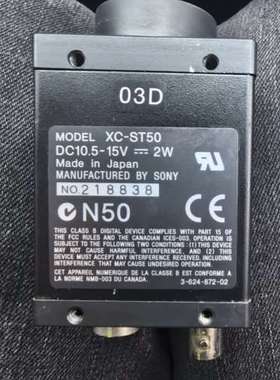 03D
MODEL XC-ST50
DC10.5-15V ⎓ 2W
Made in Japan
MANUFACTURED BY SONY
NO. 218838
N50
CE
THIS CLASS B DIGITAL DEVICE COMPLIES WITH PART 15 OF
THE FCC RULES AND THE CANADIAN ICES-003. OPERATION IS
SUBJECT TO THE FOLLOWING TWO CONDITIONS : (1) THIS DEVICE MAY
NOT CAUSE HARMFUL INTERFERENCE, AND (2) THIS
DEVICE MUST ACCEPT ANY INTERFERENCE RECEIVED, INCLUDING
INTERFERENCE THAT MAY CAUSE UNDESIRED OPERATION.
CET APPAREIL NUMERIQUE DE LA CLASSE B EST CONFORME A
LA NORME NMB-003 DU CANADA.
3-624-872-02